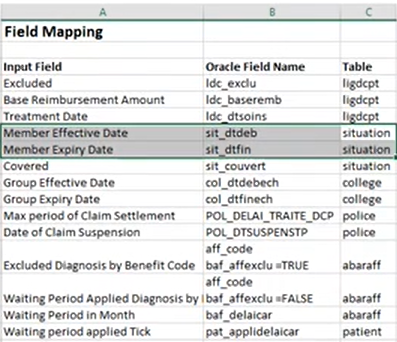 A B C
Field Mapping
Input Field Oracle Field Name Table
Excluded ldc_exclu ligdcpt
Base Reimbursement Amount ldc_baseremb ligdcpt
Treatment Date ldc_dtsoins ligdcpt
Member Effective Date sit_dtdeb situation
Member Expiry Date sit_dtfin situation
Covered sit_couvert situation
Group Effective Date col_dtdebech college
Group Expiry Date col_dtfinech college
Max period of Claim Settlement POL_DELAI_TRAITE_DCP police
Date of Claim Suspension POL_DTSUSPENSTP police
aff_code
Excluded Diagnosis by Benefit Code baf_affexclu =TRUE abaraff
aff_code
Waiting Period Applied Diagnosis by baf_affexclu =FALSE abaraff
Waiting Period in Month baf_delaicar abaraff
Waiting period applied Tick pat_applidelaicar patient